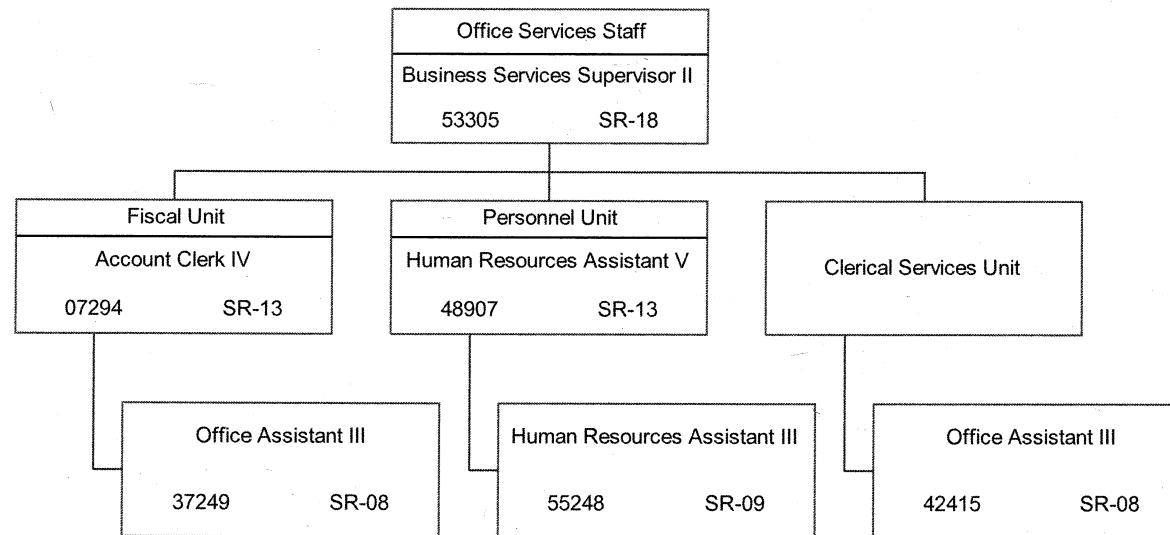 Office Services Staff
Business Services Supervisor II
53305 SR-18
Fiscal Unit
Account Clerk IV
07294 SR-13
Personnel Unit
Human Resources Assistant V
48907 SR-13
Clerical Services Unit
Office Assistant III
37249 SR-08
Human Resources Assistant III
55248 SR-09
Office Assistant III
42415 SR-08